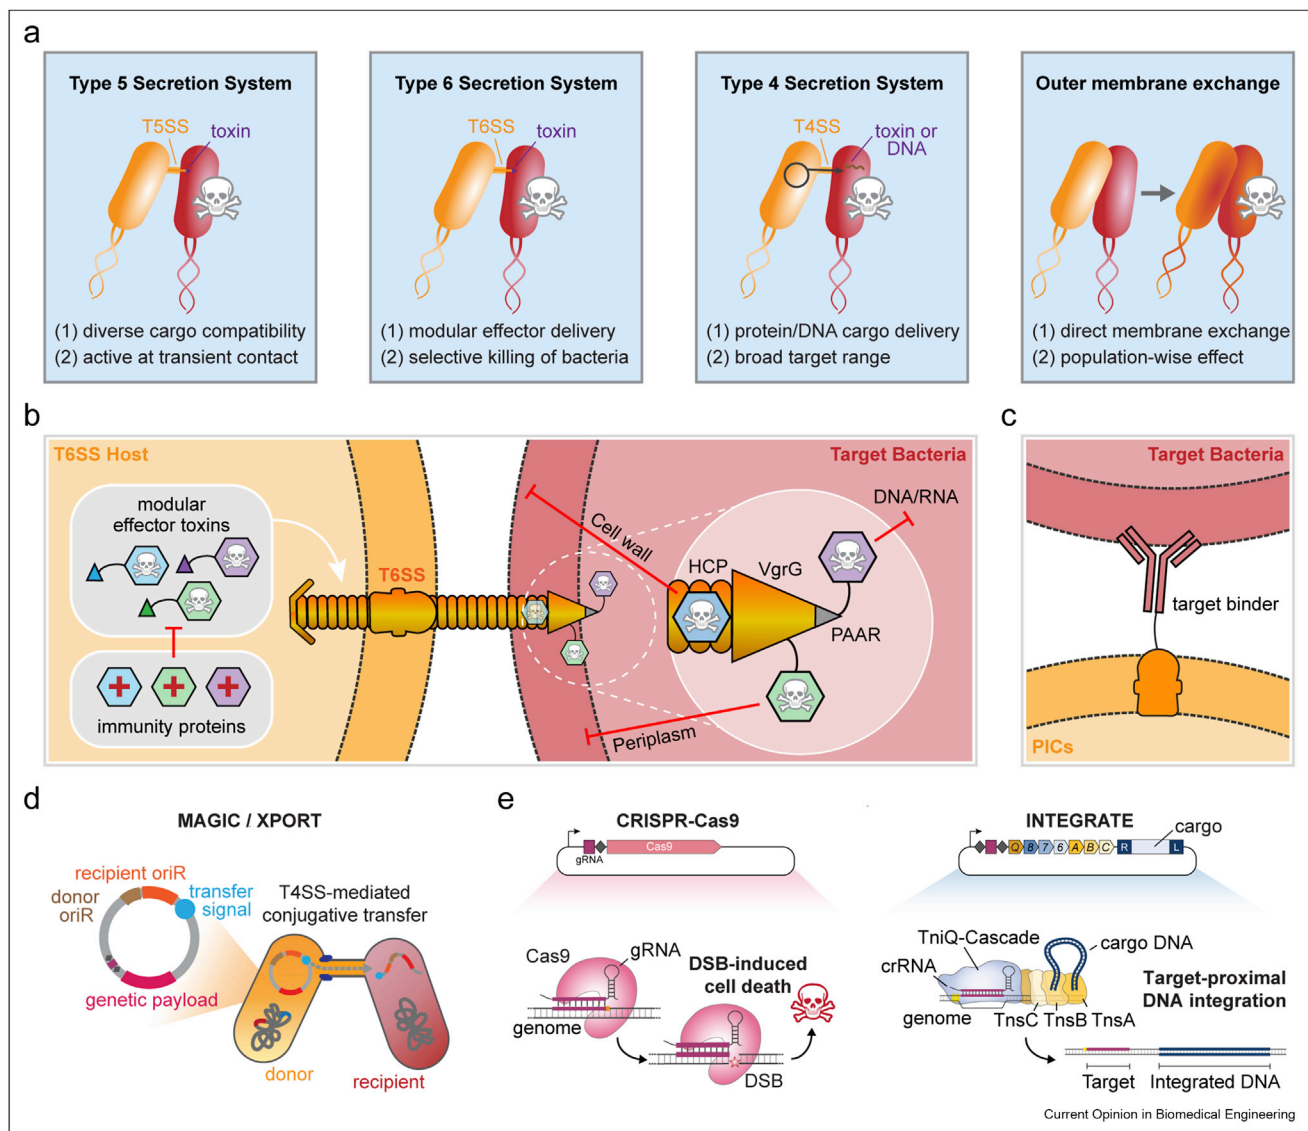 a
Type 5 Secretion System
T5SS
toxin
(1) diverse cargo compatibility
(2) active at transient contact
Type 6 Secretion System
T6SS
toxin
(1) modular effector delivery
(2) selective killing of bacteria
Type 4 Secretion System
T4SS
toxin or
DNA
(1) protein/DNA cargo delivery
(2) broad target range
Outer membrane exchange
(1) direct membrane exchange
(2) population-wise effect
b
T6SS Host
modular
effector toxins
immunity proteins
T6SS
Target Bacteria
Cell wall
DNA/RNA
HCP
VgrG
PAAR
Periplasm
c
Target Bacteria
target binder
PICs
d
MAGIC / XPORT
recipient oriR
donor
oriR
transfer
signal
genetic payload
T4SS-mediated
conjugative transfer
donor
recipient
e
CRISPR-Cas9
gRNA
Cas9
Cas9
gRNA
genome
DSB-induced
cell death
DSB
INTEGRATE
cargo
Q 8 7 6 A B C R L
TniQ-Cascade
crRNA
cargo DNA
genome
TnsC TnsB TnsA
Target-proximal
DNA integration
Target
Integrated DNA
Current Opinion in Biomedical Engineering